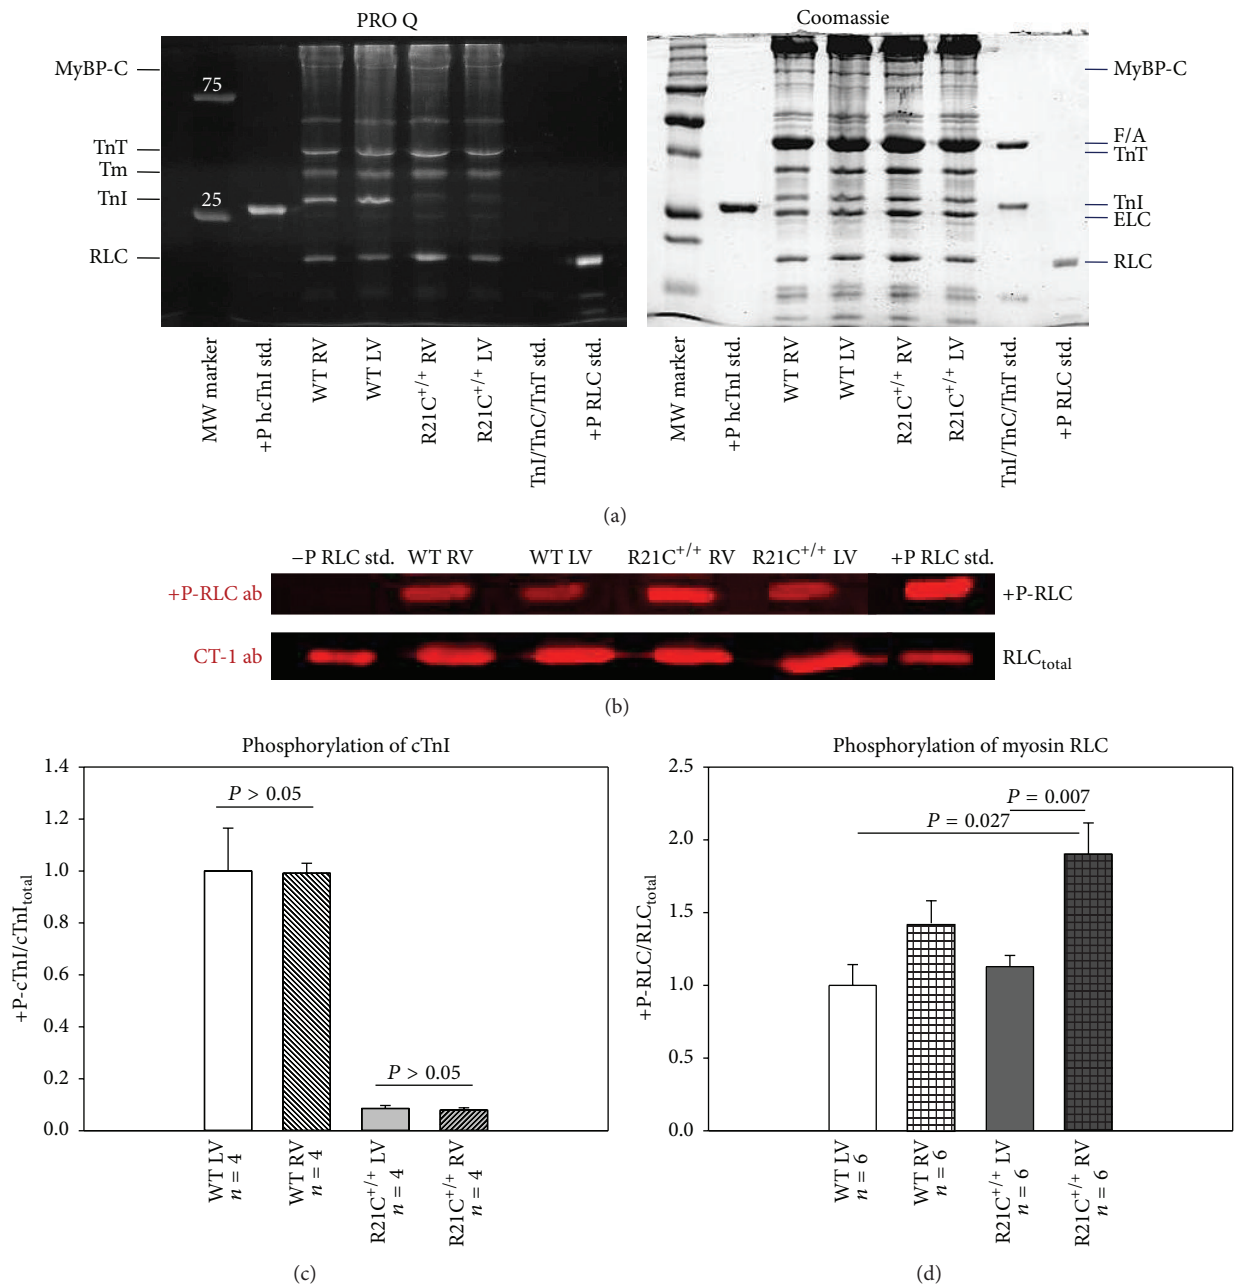 PRO Q
Coomassie
MyBP-C
75
TnT
Tm
TnI
25
RLC
MyBP-C
F/A
TnT
TnI
ELC
RLC
MW marker
+P hcTnI std.
WT RV
WT LV
R21C+/+ RV
R21C+/+ LV
TnI/TnC/TnT std.
+P RLC std.
MW marker
+P hcTnI std.
WT RV
WT LV
R21C+/+ RV
R21C+/+ LV
TnI/TnC/TnT std.
+P RLC std.
(a)
−P RLC std. WT RV WT LV R21C+/+ RV R21C+/+ LV +P RLC std.
+P-RLC ab
+P-RLC
CT-1 ab
RLCtotal
(b)
Phosphorylation of cTnI
+P-cTnI/cTnItotal
1.4
1.2
1.0
0.8
0.6
0.4
0.2
0.0
P > 0.05
P > 0.05
WT LV
n = 4
WT RV
n = 4
R21C+/+ LV
n = 4
R21C+/+ RV
n = 4
(c)
Phosphorylation of myosin RLC
+P-RLC/RLCtotal
2.5
2.0
1.5
1.0
0.5
0.0
P = 0.007
P = 0.027
WT LV
n = 6
WT RV
n = 6
R21C+/+ LV
n = 6
R21C+/+ RV
n = 6
(d)